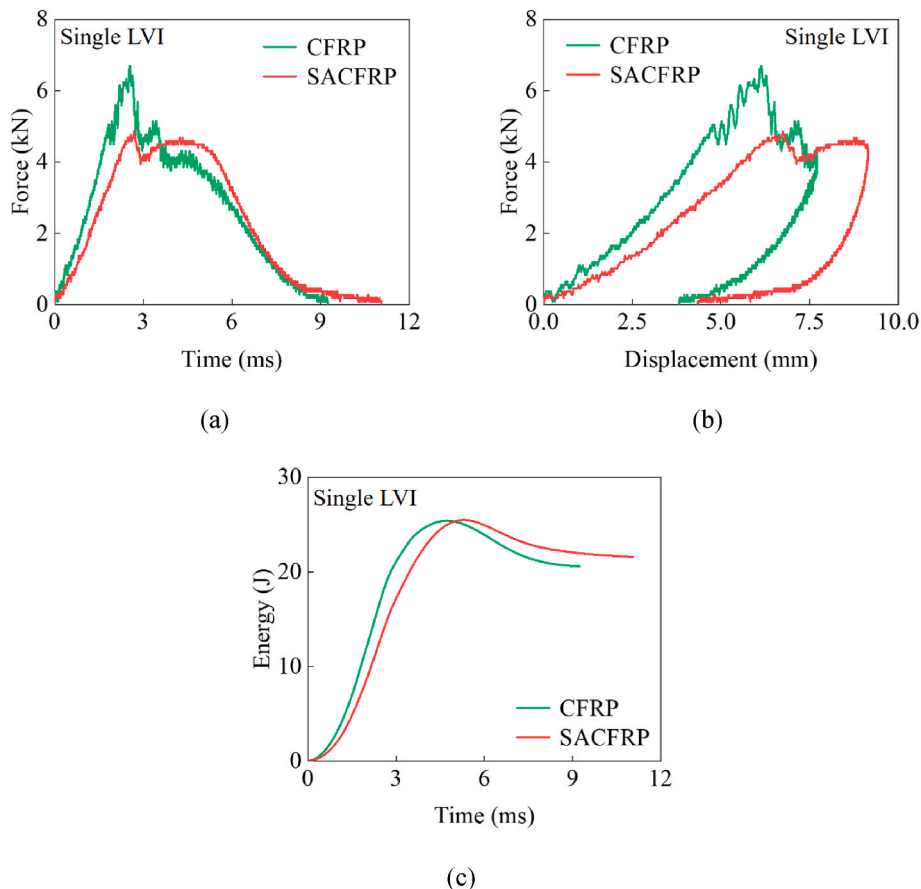 Single LVI
CFRP
SACFRP
Force (kN)
8
6
4
2
0
0 3 6 9 12
Time (ms)
(a)
Single LVI
CFRP
SACFRP
Force (kN)
8
6
4
2
0
0.0 2.5 5.0 7.5 10.0
Displacement (mm)
(b)
Single LVI
Energy (J)
30
20
10
0
CFRP
SACFRP
0 3 6 9 12
Time (ms)
(c)